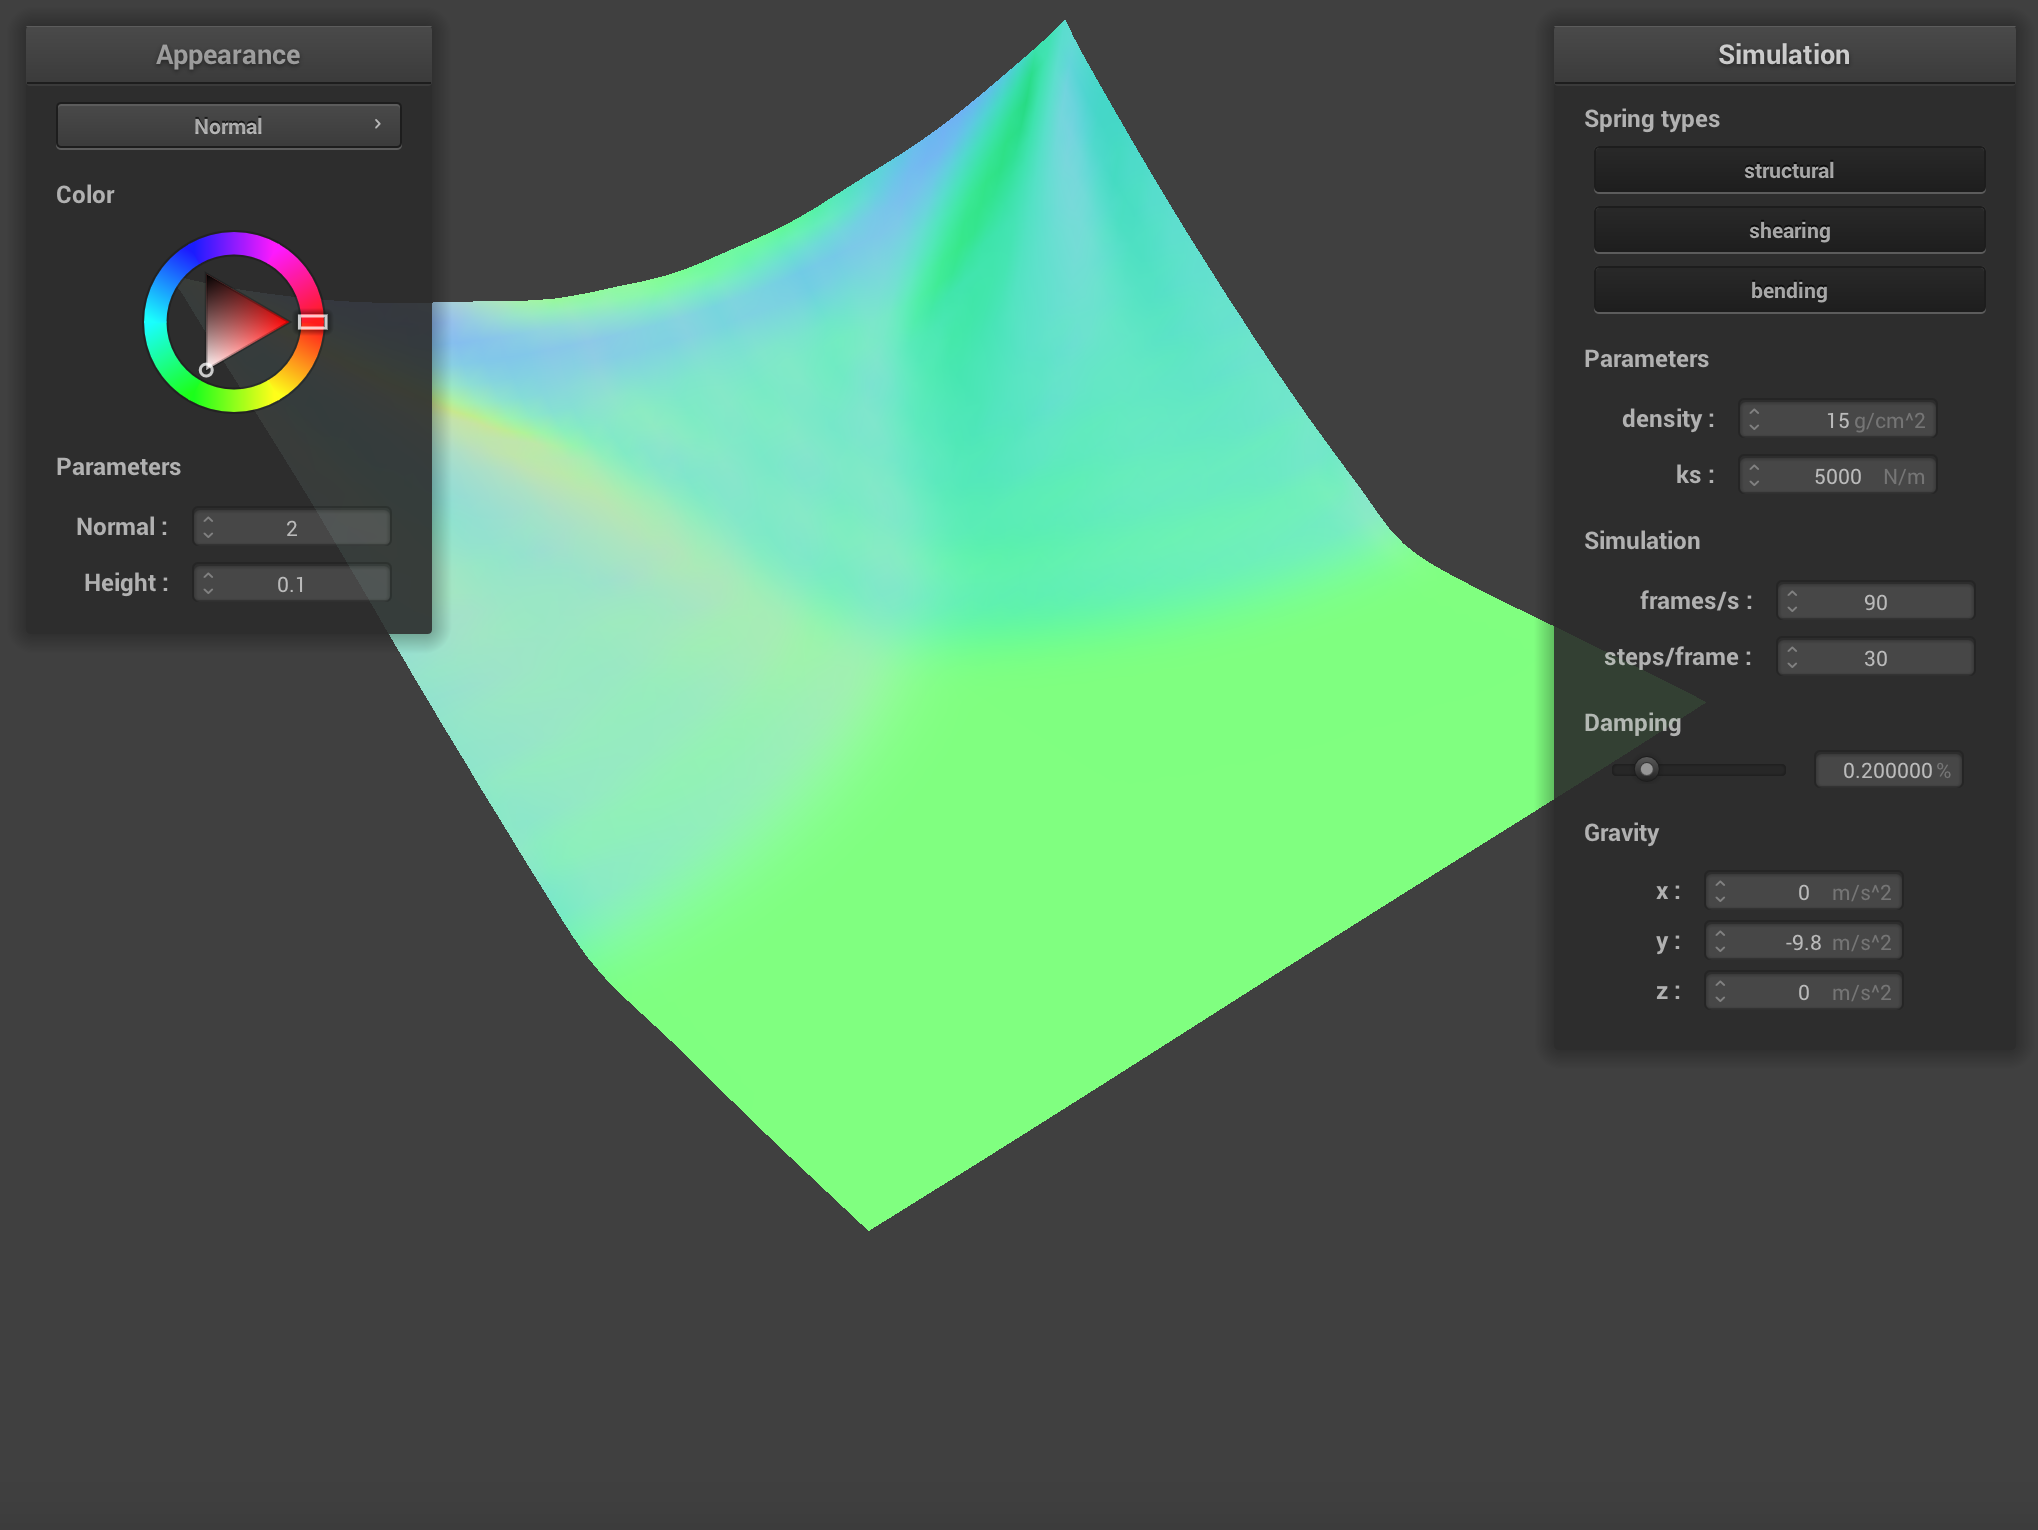 Appearance
Normal
Color
Parameters
Normal : 2
Height : 0.1
Simulation
Spring types
structural
shearing
bending
Parameters
density : 15 g/cm^2
ks : 5000 N/m
Simulation
frames/s : 90
steps/frame : 30
Damping
0.200000 %
Gravity
x : 0 m/s^2
y : -9.8 m/s^2
z : 0 m/s^2